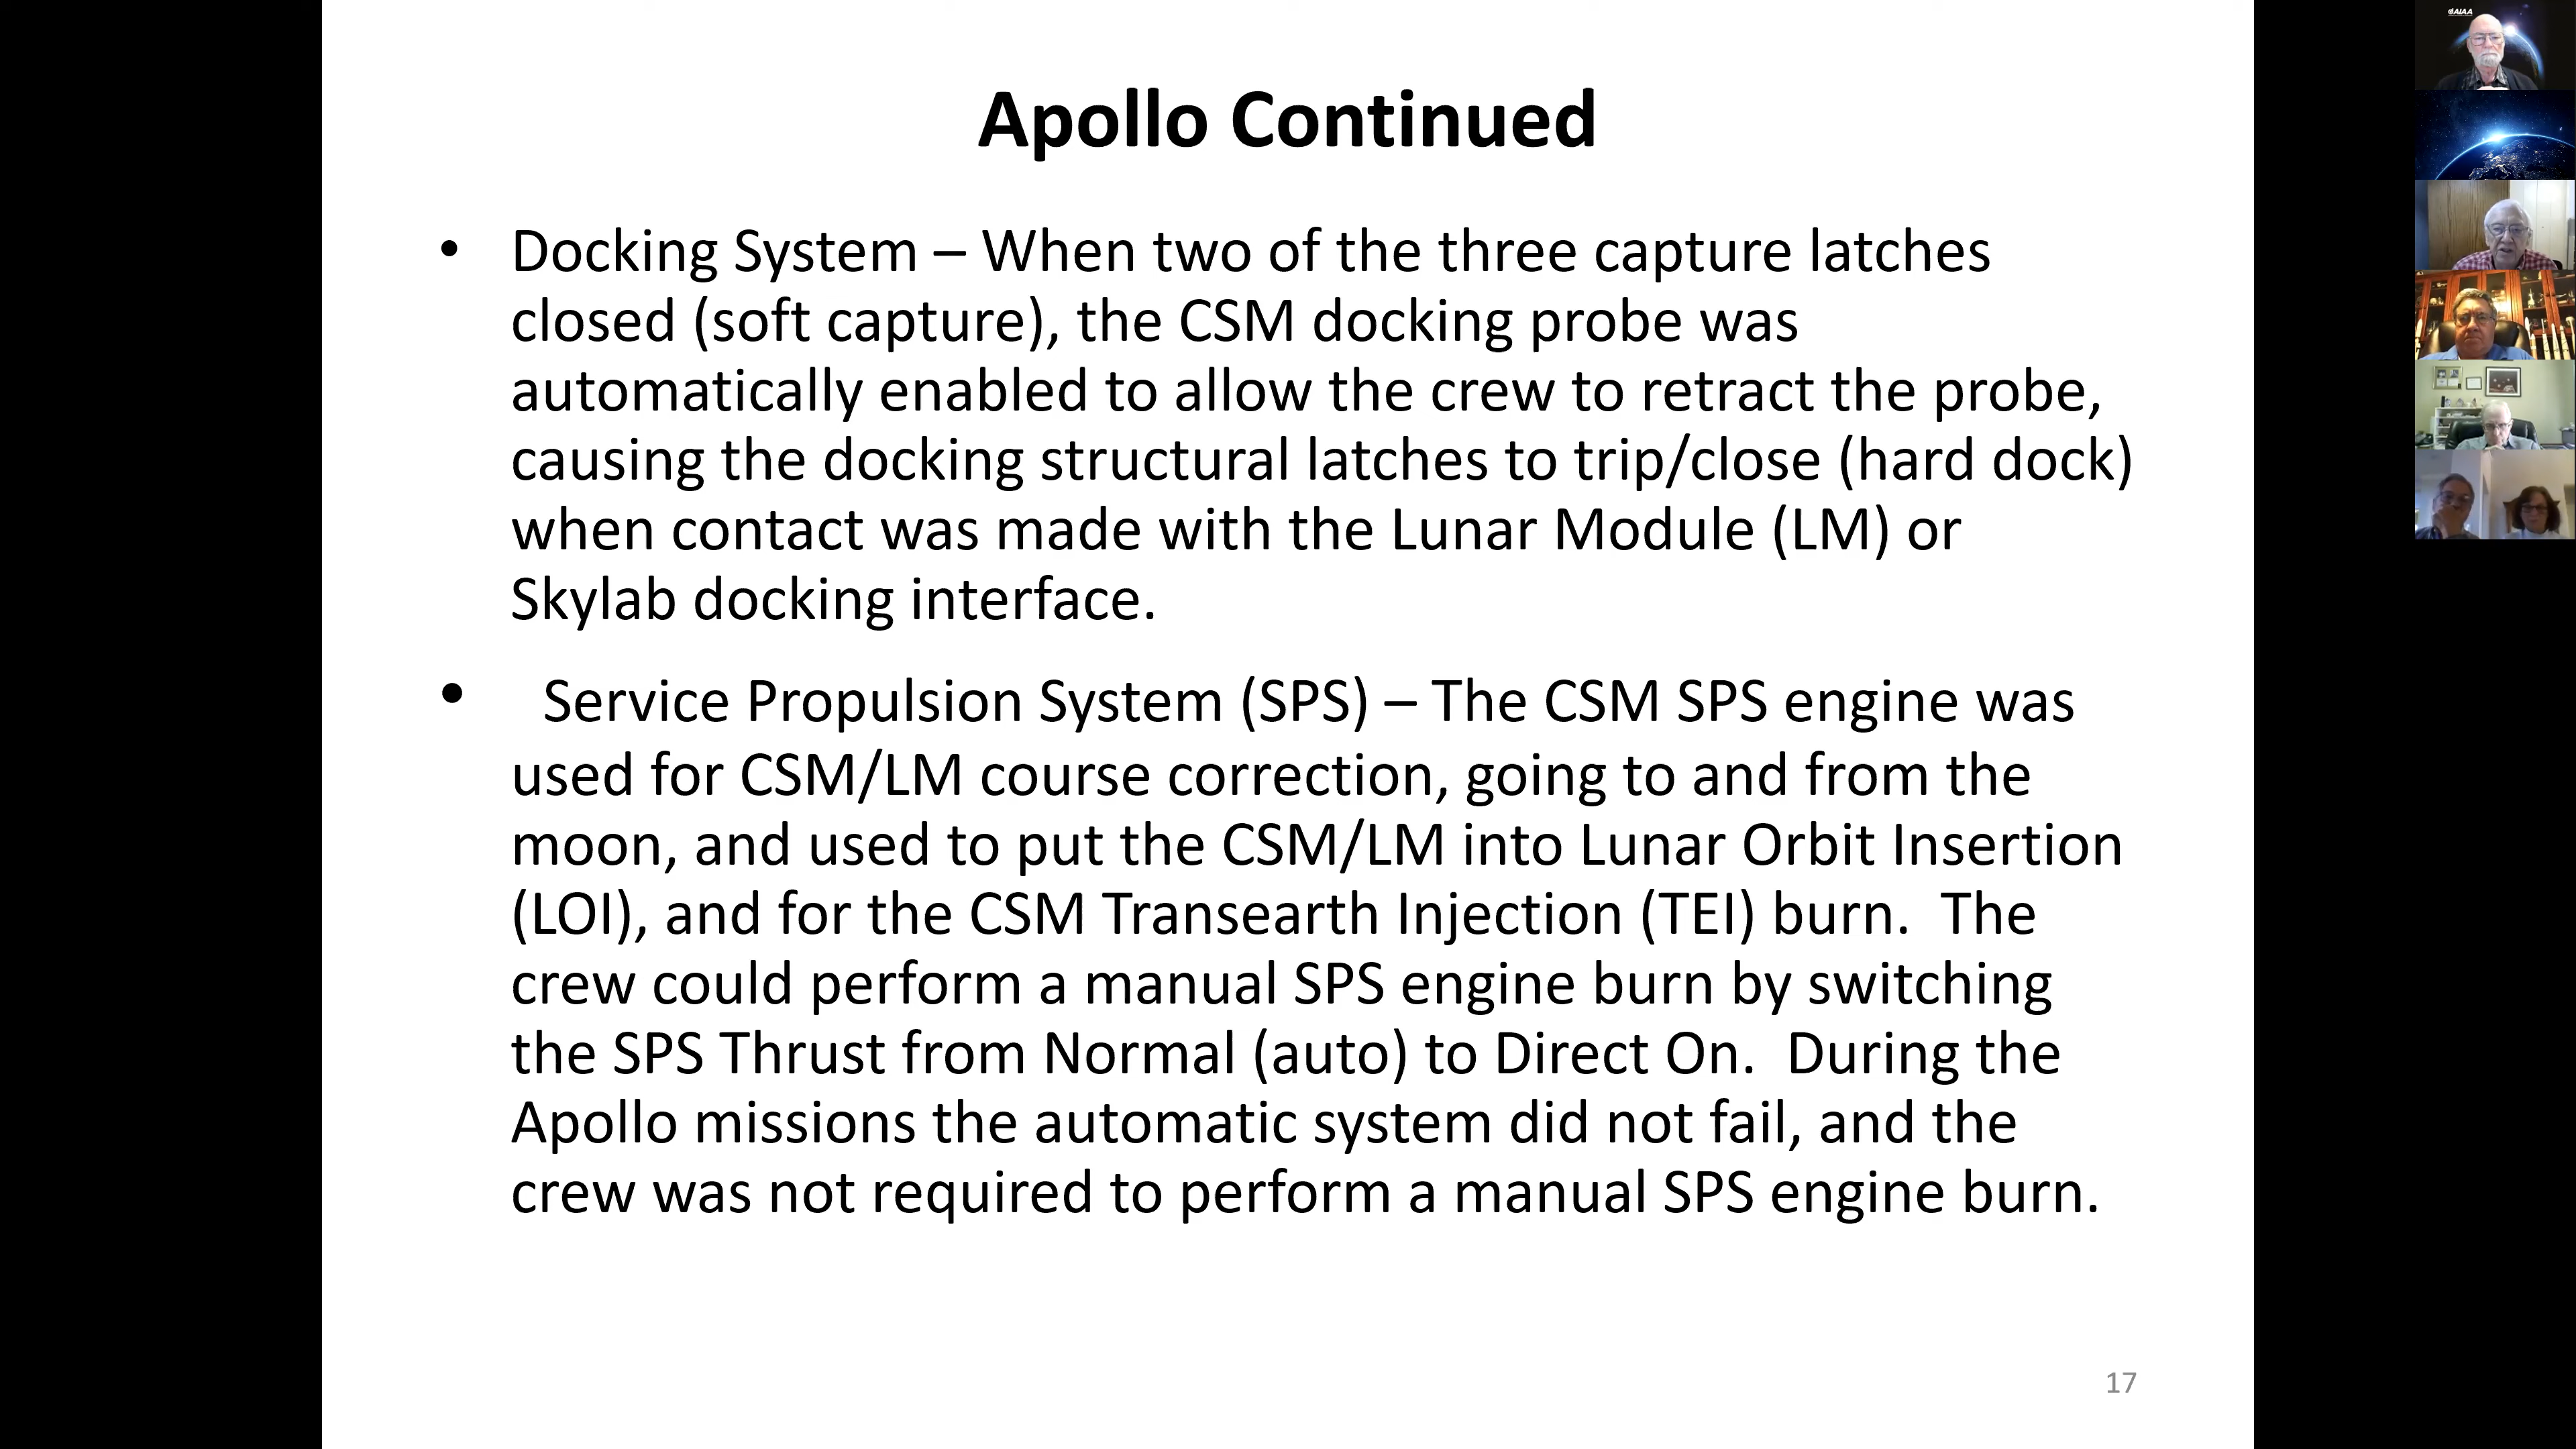 Apollo Continued
• Docking System – When two of the three capture latches
closed (soft capture), the CSM docking probe was
automatically enabled to allow the crew to retract the probe,
causing the docking structural latches to trip/close (hard dock)
when contact was made with the Lunar Module (LM) or
Skylab docking interface.
• Service Propulsion System (SPS) – The CSM SPS engine was
used for CSM/LM course correction, going to and from the
moon, and used to put the CSM/LM into Lunar Orbit Insertion
(LOI), and for the CSM Transearth Injection (TEI) burn. The
crew could perform a manual SPS engine burn by switching
the SPS Thrust from Normal (auto) to Direct On. During the
Apollo missions the automatic system did not fail, and the
crew was not required to perform a manual SPS engine burn.
17
AIAA